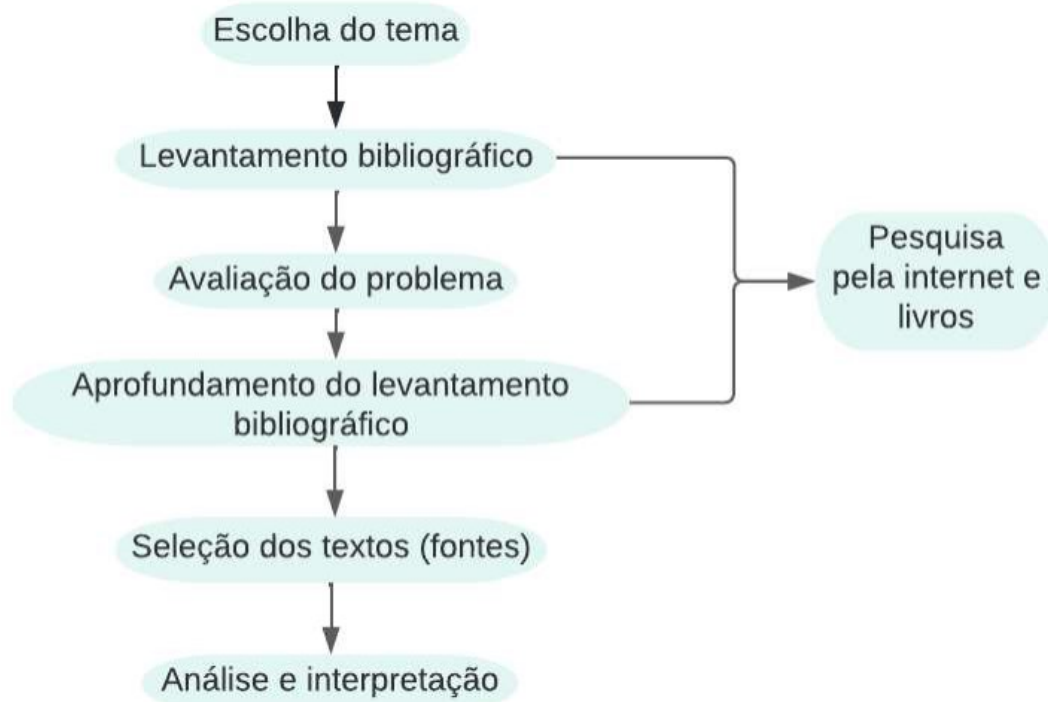 Escolha do tema
Levantamento bibliográfico
Avaliação do problema
Aprofundamento do levantamento
bibliográfico
Seleção dos textos (fontes)
Análise e interpretação
Pesquisa
pela internet e
livros